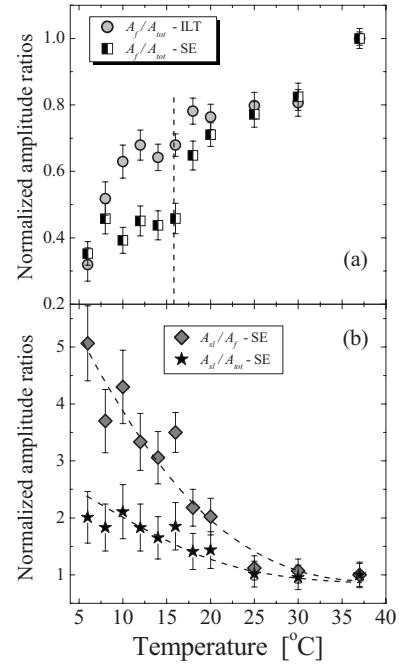 A_f/A_tot - ILT
A_f/A_tot - SE
Normalized amplitude ratios
1.0
0.8
0.6
0.4
0.2
(a)
A_sl/A_f - SE
A_sl/A_tot - SE
(b)
Normalized amplitude ratios
5
4
3
2
1
5 10 15 20 25 30 35 40
Temperature [°C]